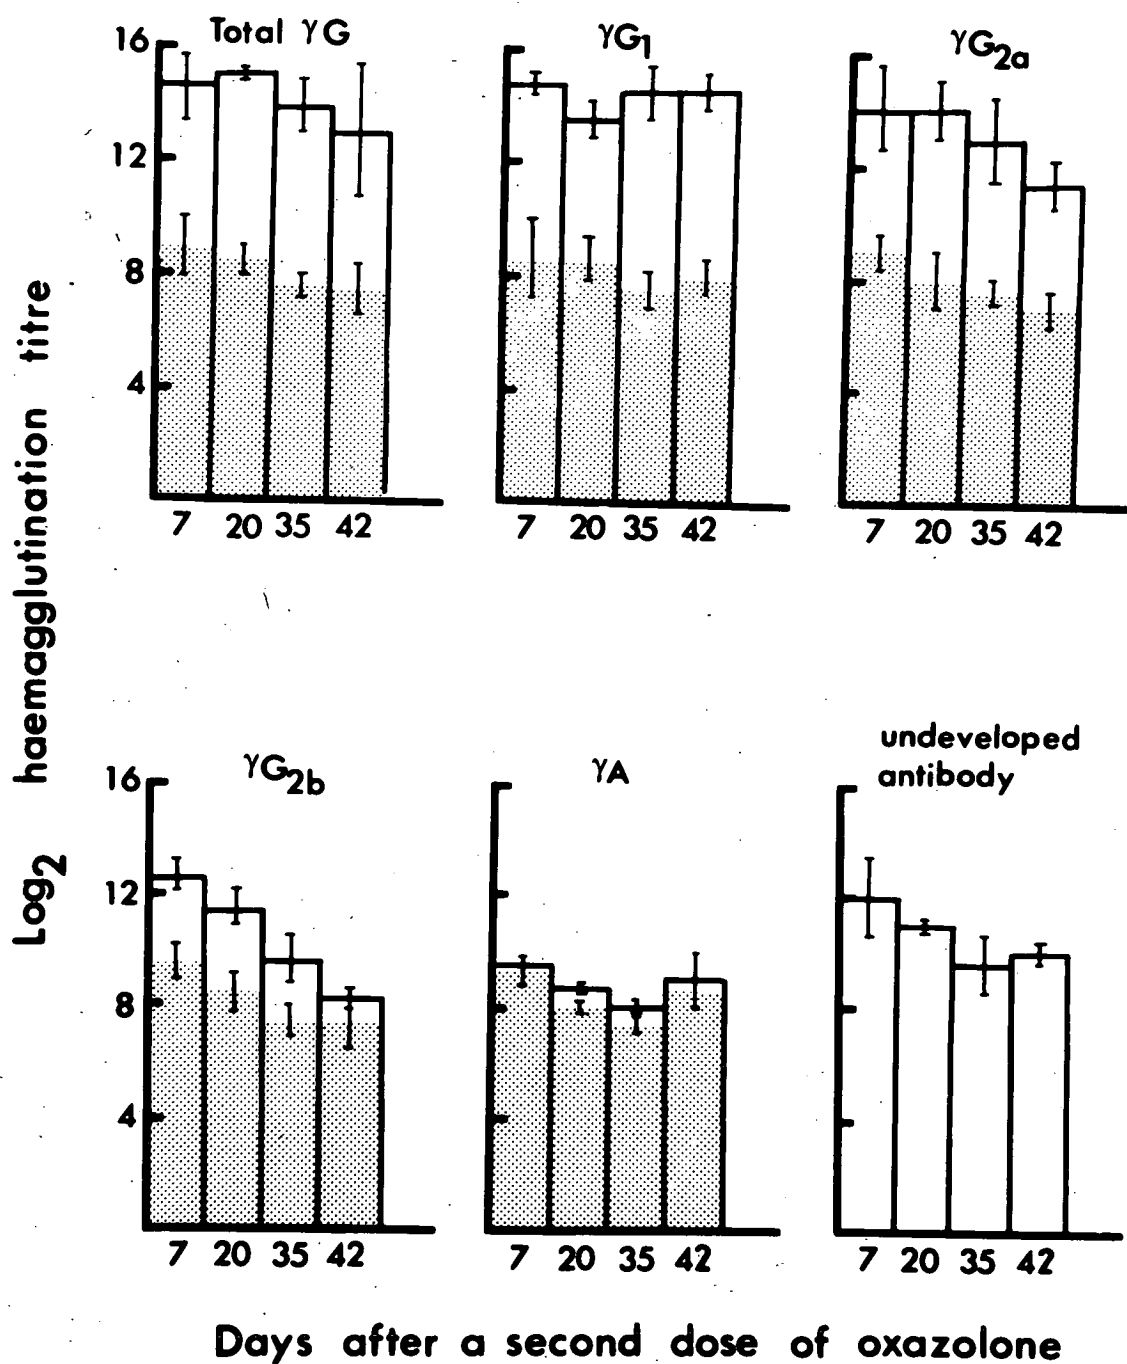 Total γG
γG1
γG2a
16
12
8
4
7 20 35 42
7 20 35 42
7 20 35 42
Log2 haemagglutination titre
γG2b
γA
undeveloped
antibody
16
12
8
4
7 20 35 42
7 20 35 42
7 20 35 42
Days after a second dose of oxazolone